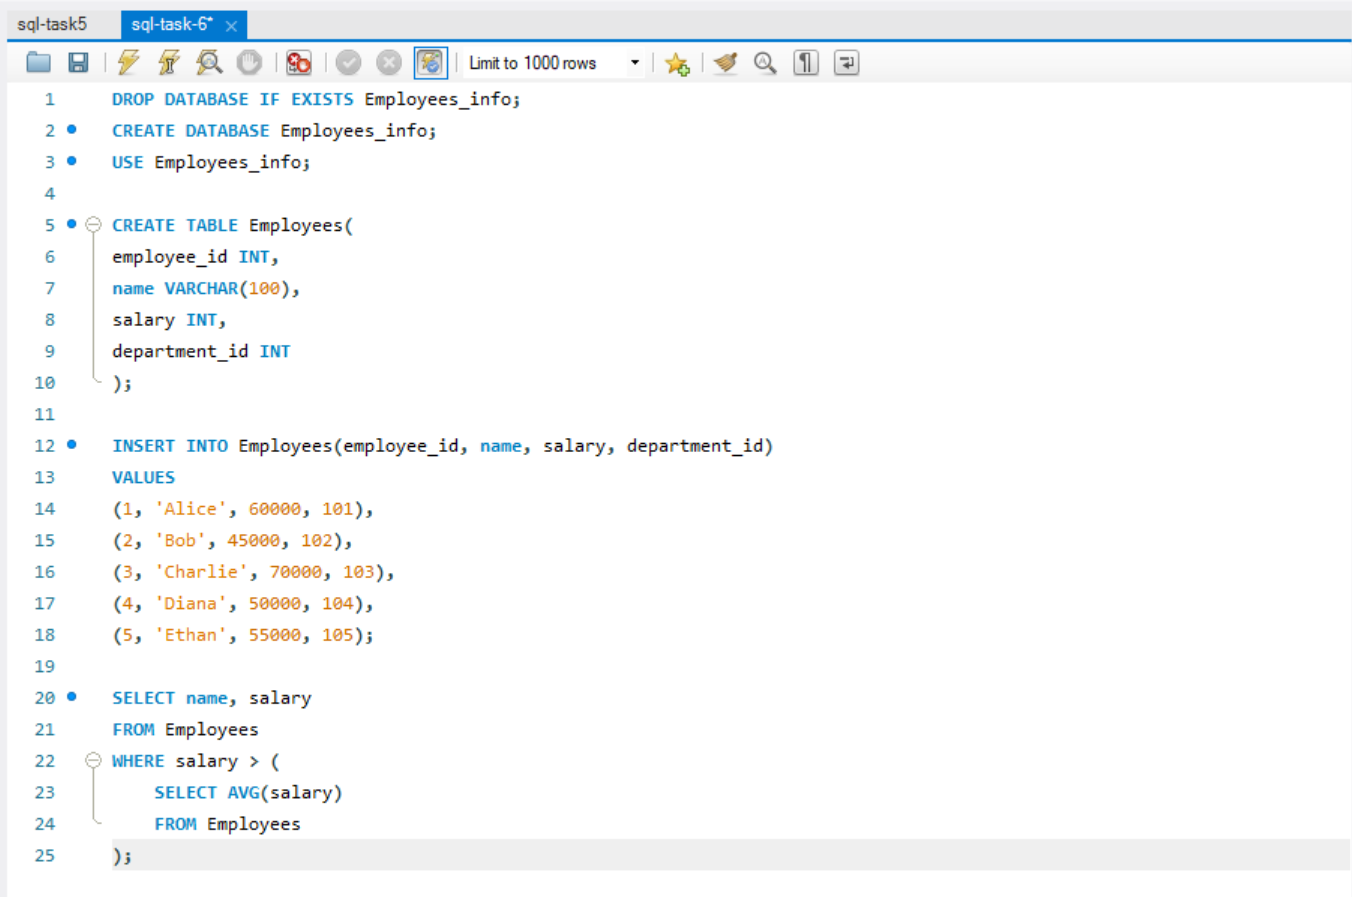 sql-task5
sql-task-6*
Limit to 1000 rows
1 DROP DATABASE IF EXISTS Employees_info;
2 CREATE DATABASE Employees_info;
3 USE Employees_info;
4
5 CREATE TABLE Employees(
6 employee_id INT,
7 name VARCHAR(100),
8 salary INT,
9 department_id INT
10 );
11
12 INSERT INTO Employees(employee_id, name, salary, department_id)
13 VALUES
14 (1, 'Alice', 60000, 101),
15 (2, 'Bob', 45000, 102),
16 (3, 'Charlie', 70000, 103),
17 (4, 'Diana', 50000, 104),
18 (5, 'Ethan', 55000, 105);
19
20 SELECT name, salary
21 FROM Employees
22 WHERE salary > (
23     SELECT AVG(salary)
24     FROM Employees
25 );